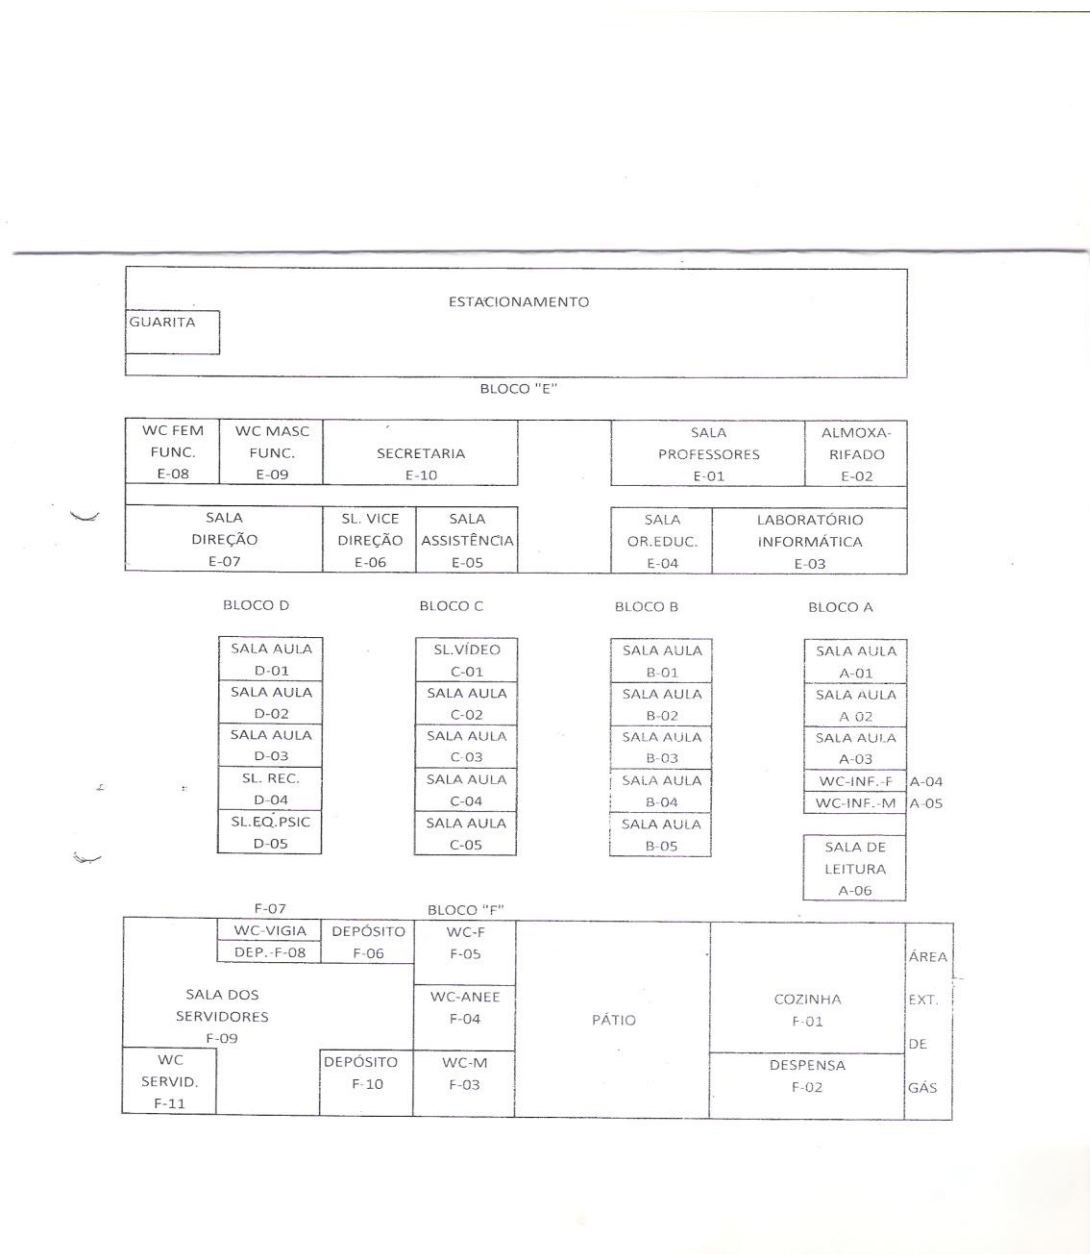 ESTACIONAMENTO
GUARITA
BLOCO "E"
WC FEM
FUNC.
E-08
WC MASC
FUNC.
E-09
SECRETARIA
E-10
SALA
PROFESSORES
E-01
ALMOXA-
RIFADO
E-02
SALA
DIREÇÃO
E-07
SL. VICE
DIREÇÃO
E-06
SALA
ASSISTÊNCIA
E-05
SALA
OR.EDUC.
E-04
LABORATÓRIO
INFORMÁTICA
E-03
BLOCO D
SALA AULA
D-01
SALA AULA
D-02
SALA AULA
D-03
SL. REC.
D-04
SL.EQ.PSIC
D-05
BLOCO C
SL.VÍDEO
C-01
SALA AULA
C-02
SALA AULA
C-03
SALA AULA
C-04
SALA AULA
C-05
BLOCO B
SALA AULA
B-01
SALA AULA
B-02
SALA AULA
B-03
SALA AULA
B-04
SALA AULA
B-05
BLOCO A
SALA AULA
A-01
SALA AULA
A-02
SALA AULA
A-03
WC-INF.-F A-04
WC-INF.-M A-05
SALA DE
LEITURA
A-06
BLOCO "F"
F-07
WC-VIGIA
DEP.-F-08
DEPÓSITO
F-06
WC-F
F-05
SALA DOS
SERVIDORES
F-09
WC-ANEE
F-04
WC
SERVID.
F-11
DEPÓSITO
F-10
WC-M
F-03
PÁTIO
COZINHA
F-01
DESPENSA
F-02
ÁREA
EXT.
DE
GÁS